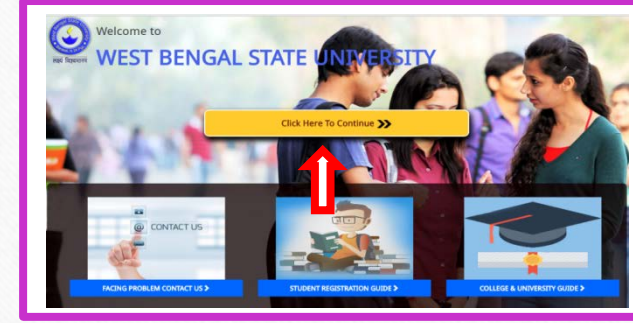 Welcome to
WEST BENGAL STATE UNIVERSITY
Click Here To Continue >>
@ CONTACT US
FACING PROBLEM CONTACT US >
STUDENT REGISTRATION GUIDE >
COLLEGE & UNIVERSITY GUIDE >